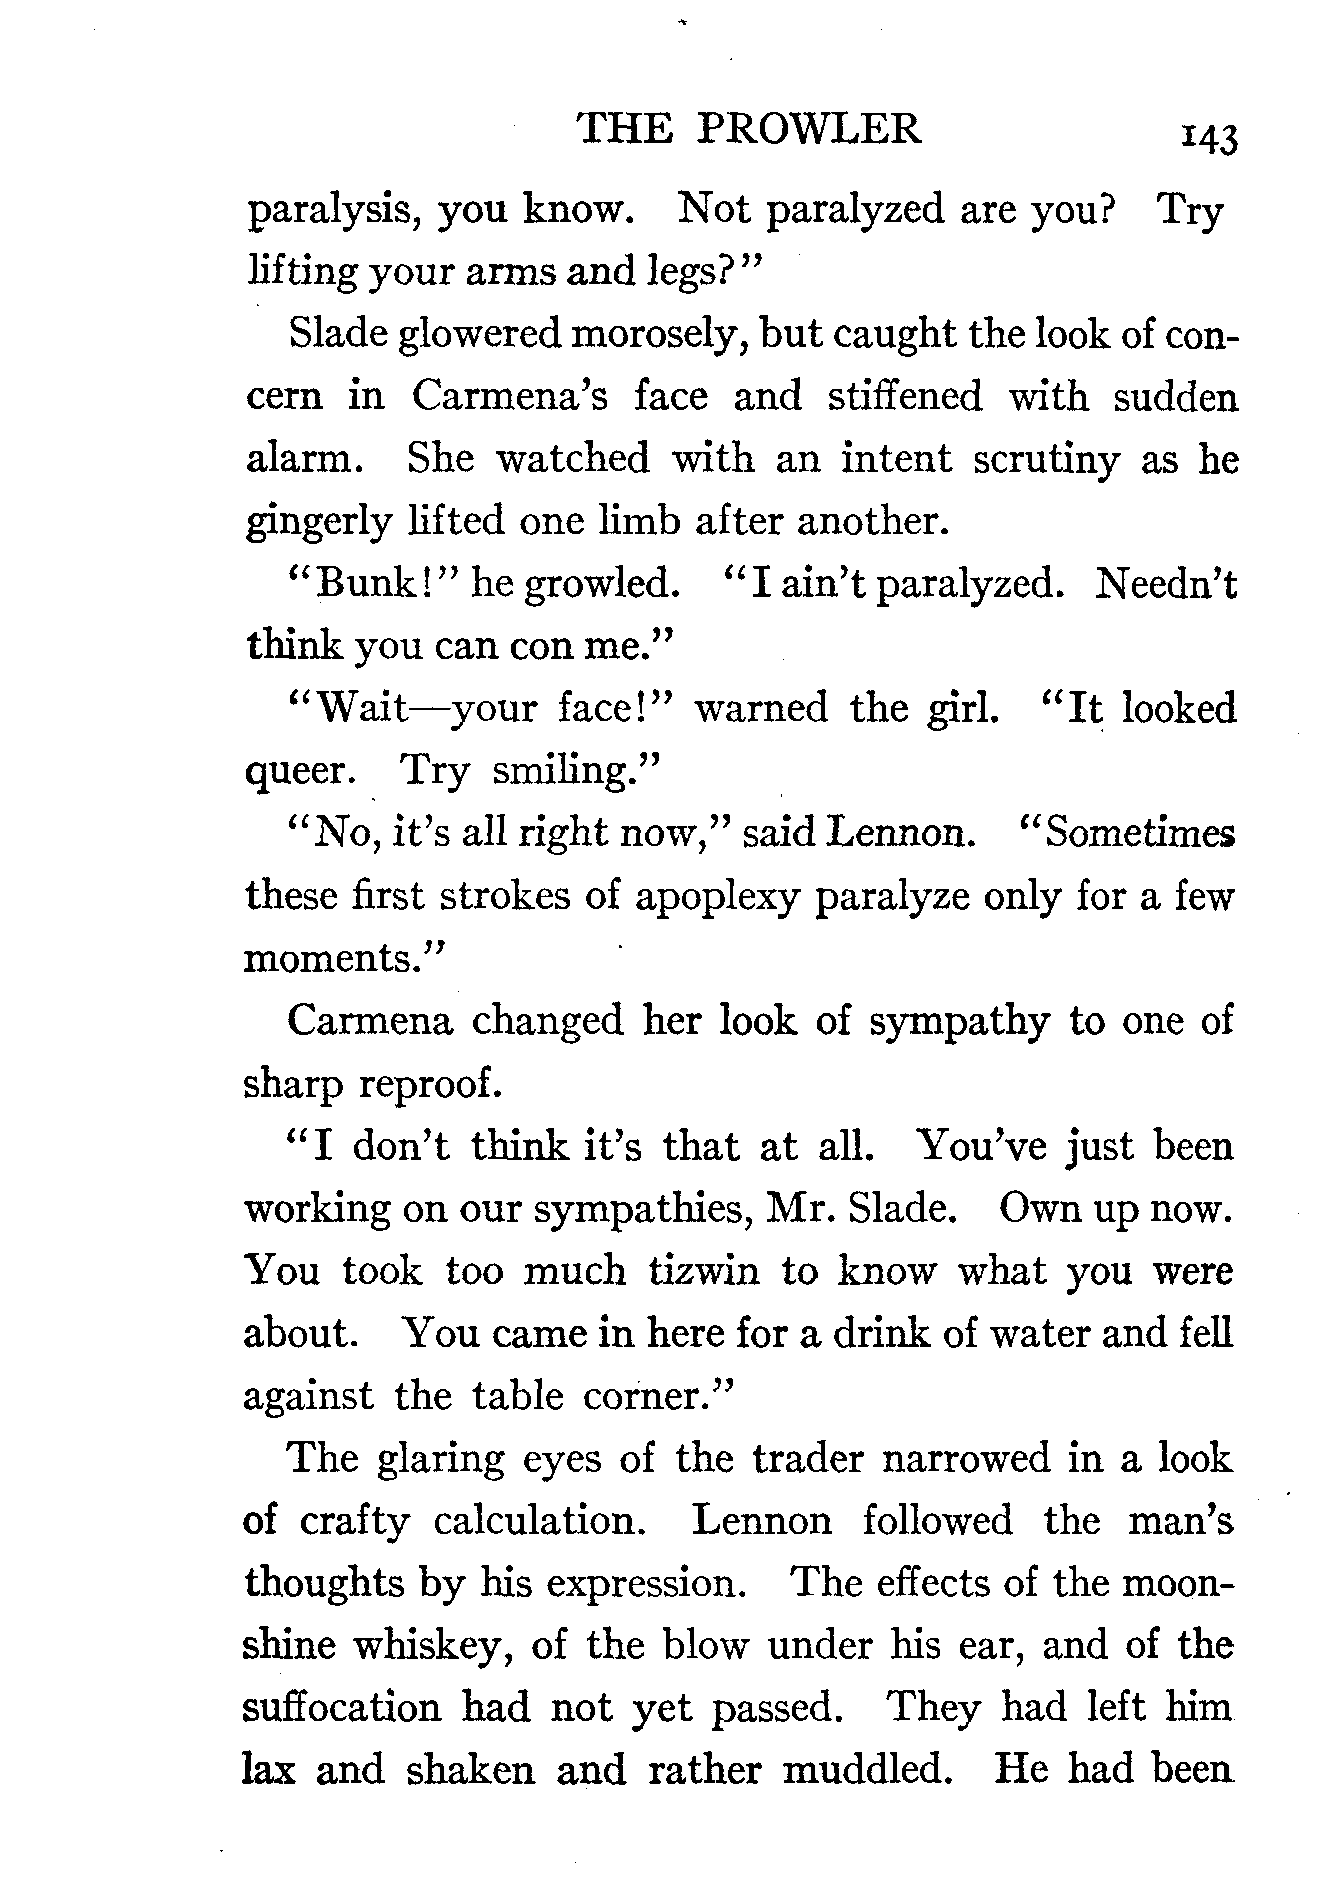 THE PROWLER 143
paralysis, you know. Not paralyzed are you? Try
lifting your arms and legs?"
Slade glowered morosely, but caught the look of con-
cern in Carmena's face and stiffened with sudden
alarm. She watched with an intent scrutiny as he
gingerly lifted one limb after another.
"Bunk!" he growled. "I ain't paralyzed. Needn't
think you can con me."
"Wait—your face!" warned the girl. "It looked
queer. Try smiling."
"No, it's all right now," said Lennon. "Sometimes
these first strokes of apoplexy paralyze only for a few
moments."
Carmena changed her look of sympathy to one of
sharp reproof.
"I don't think it's that at all. You've just been
working on our sympathies, Mr. Slade. Own up now.
You took too much tizwin to know what you were
about. You came in here for a drink of water and fell
against the table corner."
The glaring eyes of the trader narrowed in a look
of crafty calculation. Lennon followed the man's
thoughts by his expression. The effects of the moon-
shine whiskey, of the blow under his ear, and of the
suffocation had not yet passed. They had left him
lax and shaken and rather muddled. He had been